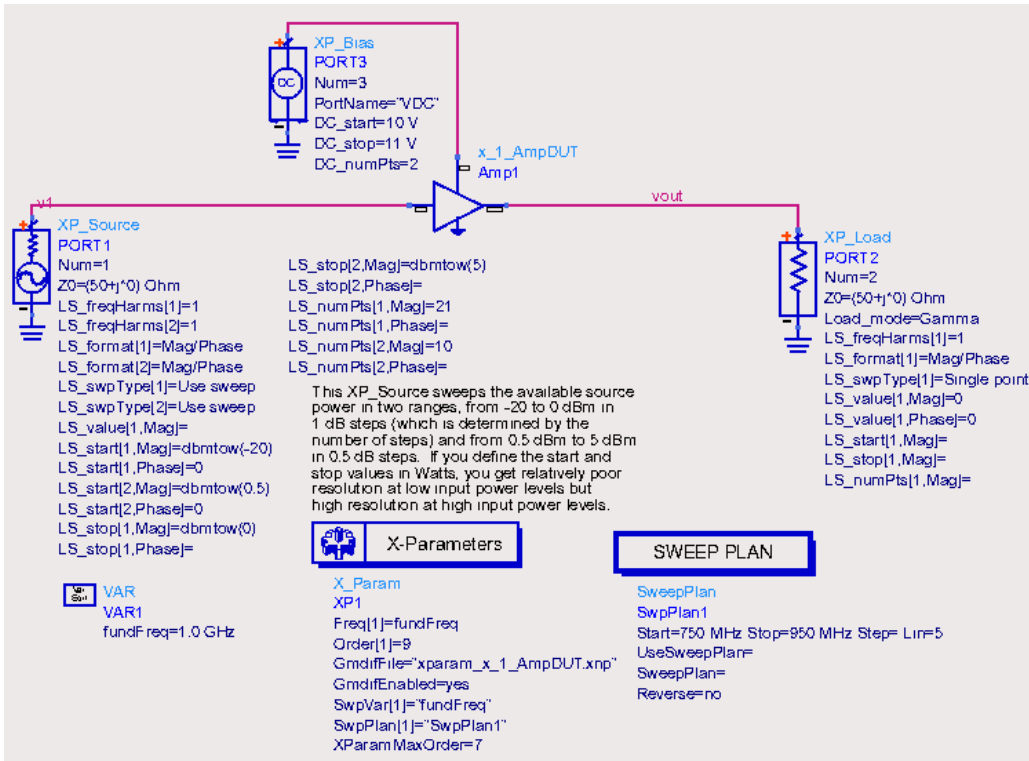 XP_Bias
PORT3
Num=3
PortName="VDC"
DC_start=10 V
DC_stop=11 V
DC_numPts=2
DC
x_1_AmpDUT
Amp1
v1
vout
XP_Source
PORT1
Num=1
Z0=(50+j*0) Ohm
LS_freqHarms[1]=1
LS_freqHarms[2]=1
LS_format[1]=Mag/Phase
LS_format[2]=Mag/Phase
LS_swpType[1]=Use sweep
LS_swpType[2]=Use sweep
LS_value[1,Mag]=
LS_start[1,Mag]=dbmtow(-20)
LS_start[1,Phase]=0
LS_start[2,Mag]=dbmtow(0.5)
LS_start[2,Phase]=0
LS_stop[1,Mag]=dbmtow(0)
LS_stop[1,Phase]=
LS_stop[2,Mag]=dbmtow(5)
LS_stop[2,Phase]=
LS_numPts[1,Mag]=21
LS_numPts[1,Phase]=
LS_numPts[2,Mag]=10
LS_numPts[2,Phase]=
This XP_Source sweeps the available source
power in two ranges, from -20 to 0 dBm in
1 dB steps (which is determined by the
number of steps) and from 0.5 dBm to 5 dBm
in 0.5 dB steps. If you define the start and
stop values in Watts, you get relatively poor
resolution at low input power levels but
high resolution at high input power levels.
XP_Load
PORT2
Num=2
Z0=(50+j*0) Ohm
Load_mode=Gamma
LS_freqHarms[1]=1
LS_format[1]=Mag/Phase
LS_swpType[1]=Single point
LS_value[1,Mag]=0
LS_value[1,Phase]=0
LS_start[1,Mag]=
LS_stop[1,Mag]=
LS_numPts[1,Mag]=
Var
Eqn
VAR
VAR1
fundFreq=1.0 GHz
X-Parameters
X_Param
XP1
Freq[1]=fundFreq
Order[1]=9
GmdifFile="xparam_x_1_AmpDUT.xnp"
GmdifEnabled=yes
SwpVar[1]="fundFreq"
SwpPlan[1]="SwpPlan1"
XParamMaxOrder=7
SWEEP PLAN
SweepPlan
SwpPlan1
Start=750 MHz Stop=950 MHz Step= Lin=5
UseSweepPlan=
SweepPlan=
Reverse=no